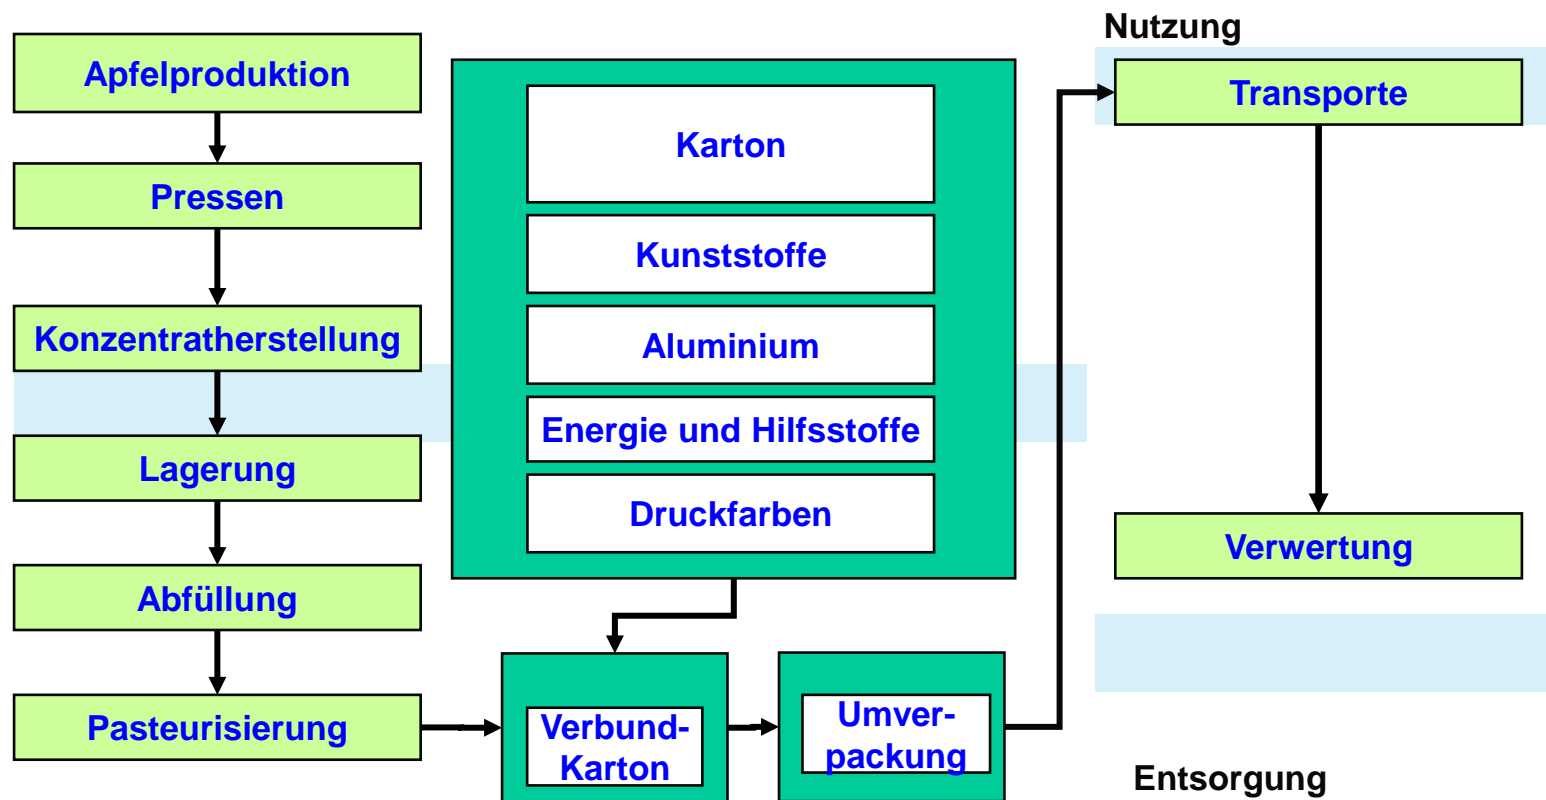 Apfelproduktion
Pressen
Konzentratherstellung
Lagerung
Abfüllung
Pasteurisierung
Karton
Kunststoffe
Aluminium
Energie und Hilfsstoffe
Druckfarben
Verbund-
Karton
Umver-
packung
Nutzung
Transporte
Verwertung
Entsorgung